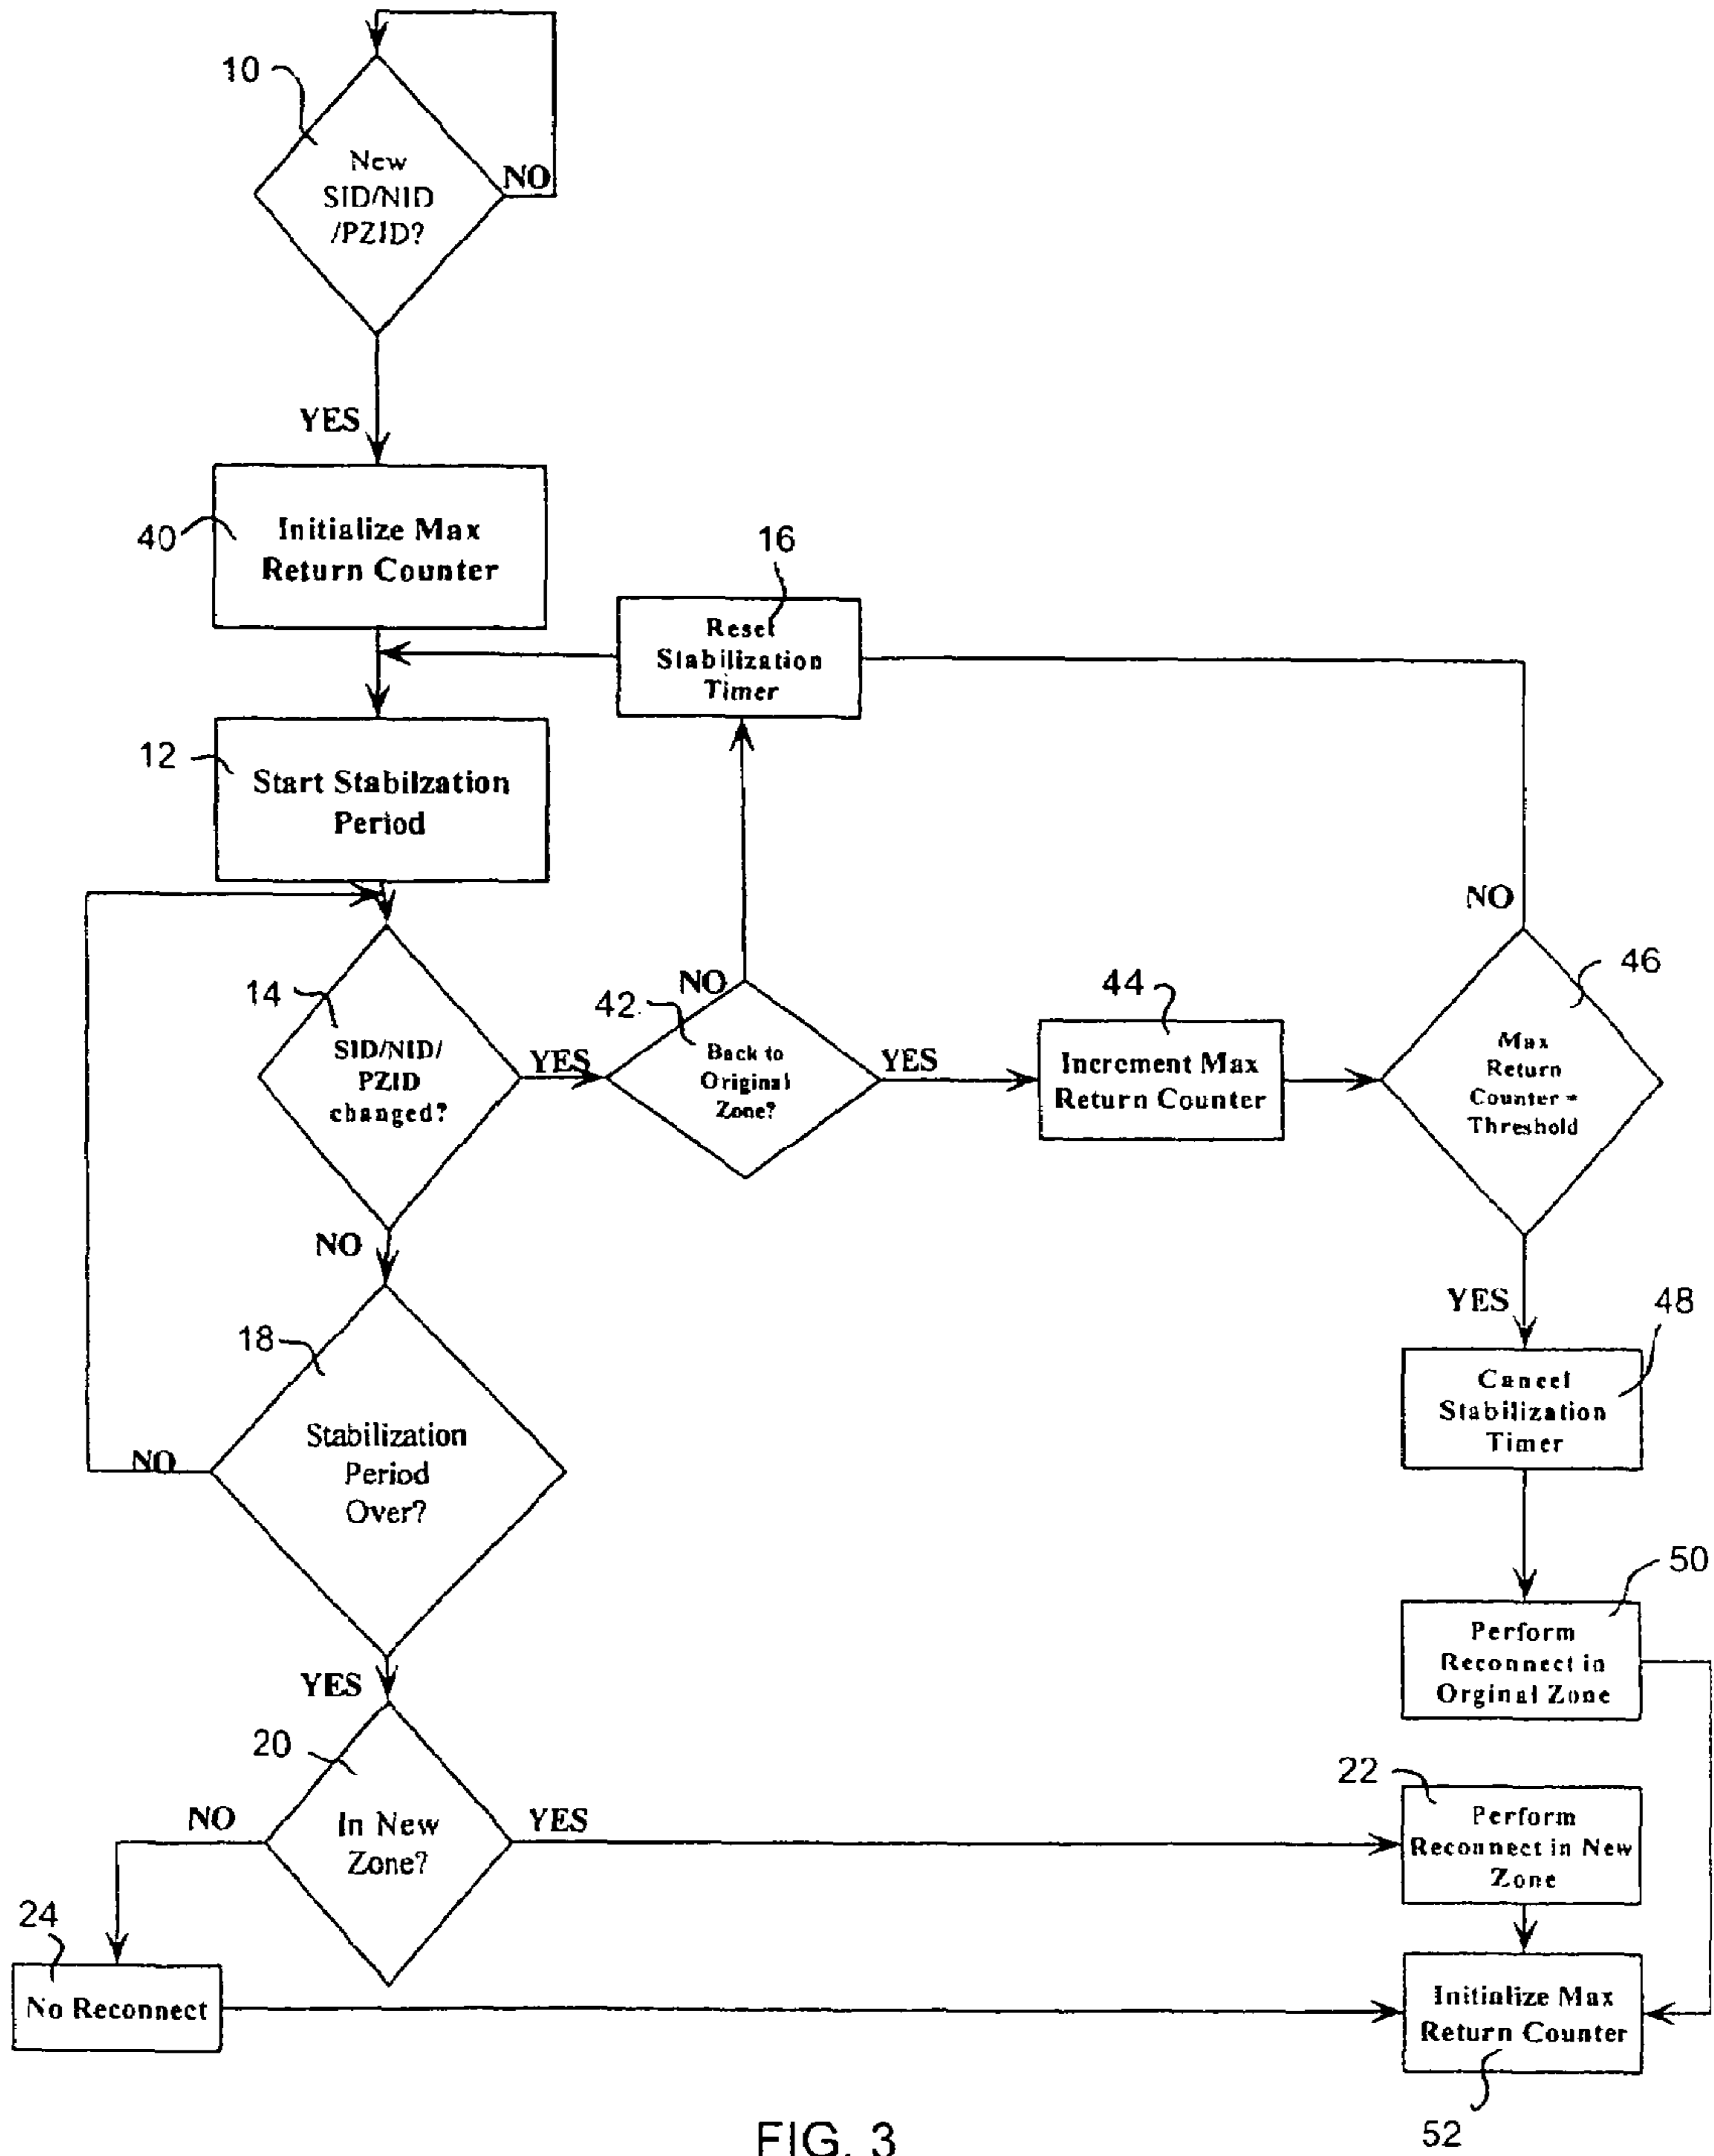 10
New
SID/NID
/PZID?
NO
YES
40
Initialize Max
Return Counter
16
Reset
Stabilization
Timer
12
Start Stabilzation
Period
14
SID/NID/
PZID
changed?
YES
42
NO
Back to
Original
Zone?
YES
44
Increment Max
Return Counter
NO
46
Max
Return
Counter =
Threshold
NO
18
Stabilization
Period
Over?
NO
YES
48
Cancel
Stabilization
Timer
50
Perform
Reconnect in
Orginal Zone
YES
20
In New
Zone?
NO
YES
22
Perform
Reconnect in New
Zone
24
No Reconnect
Initialize Max
Return Counter
52
FIG. 3